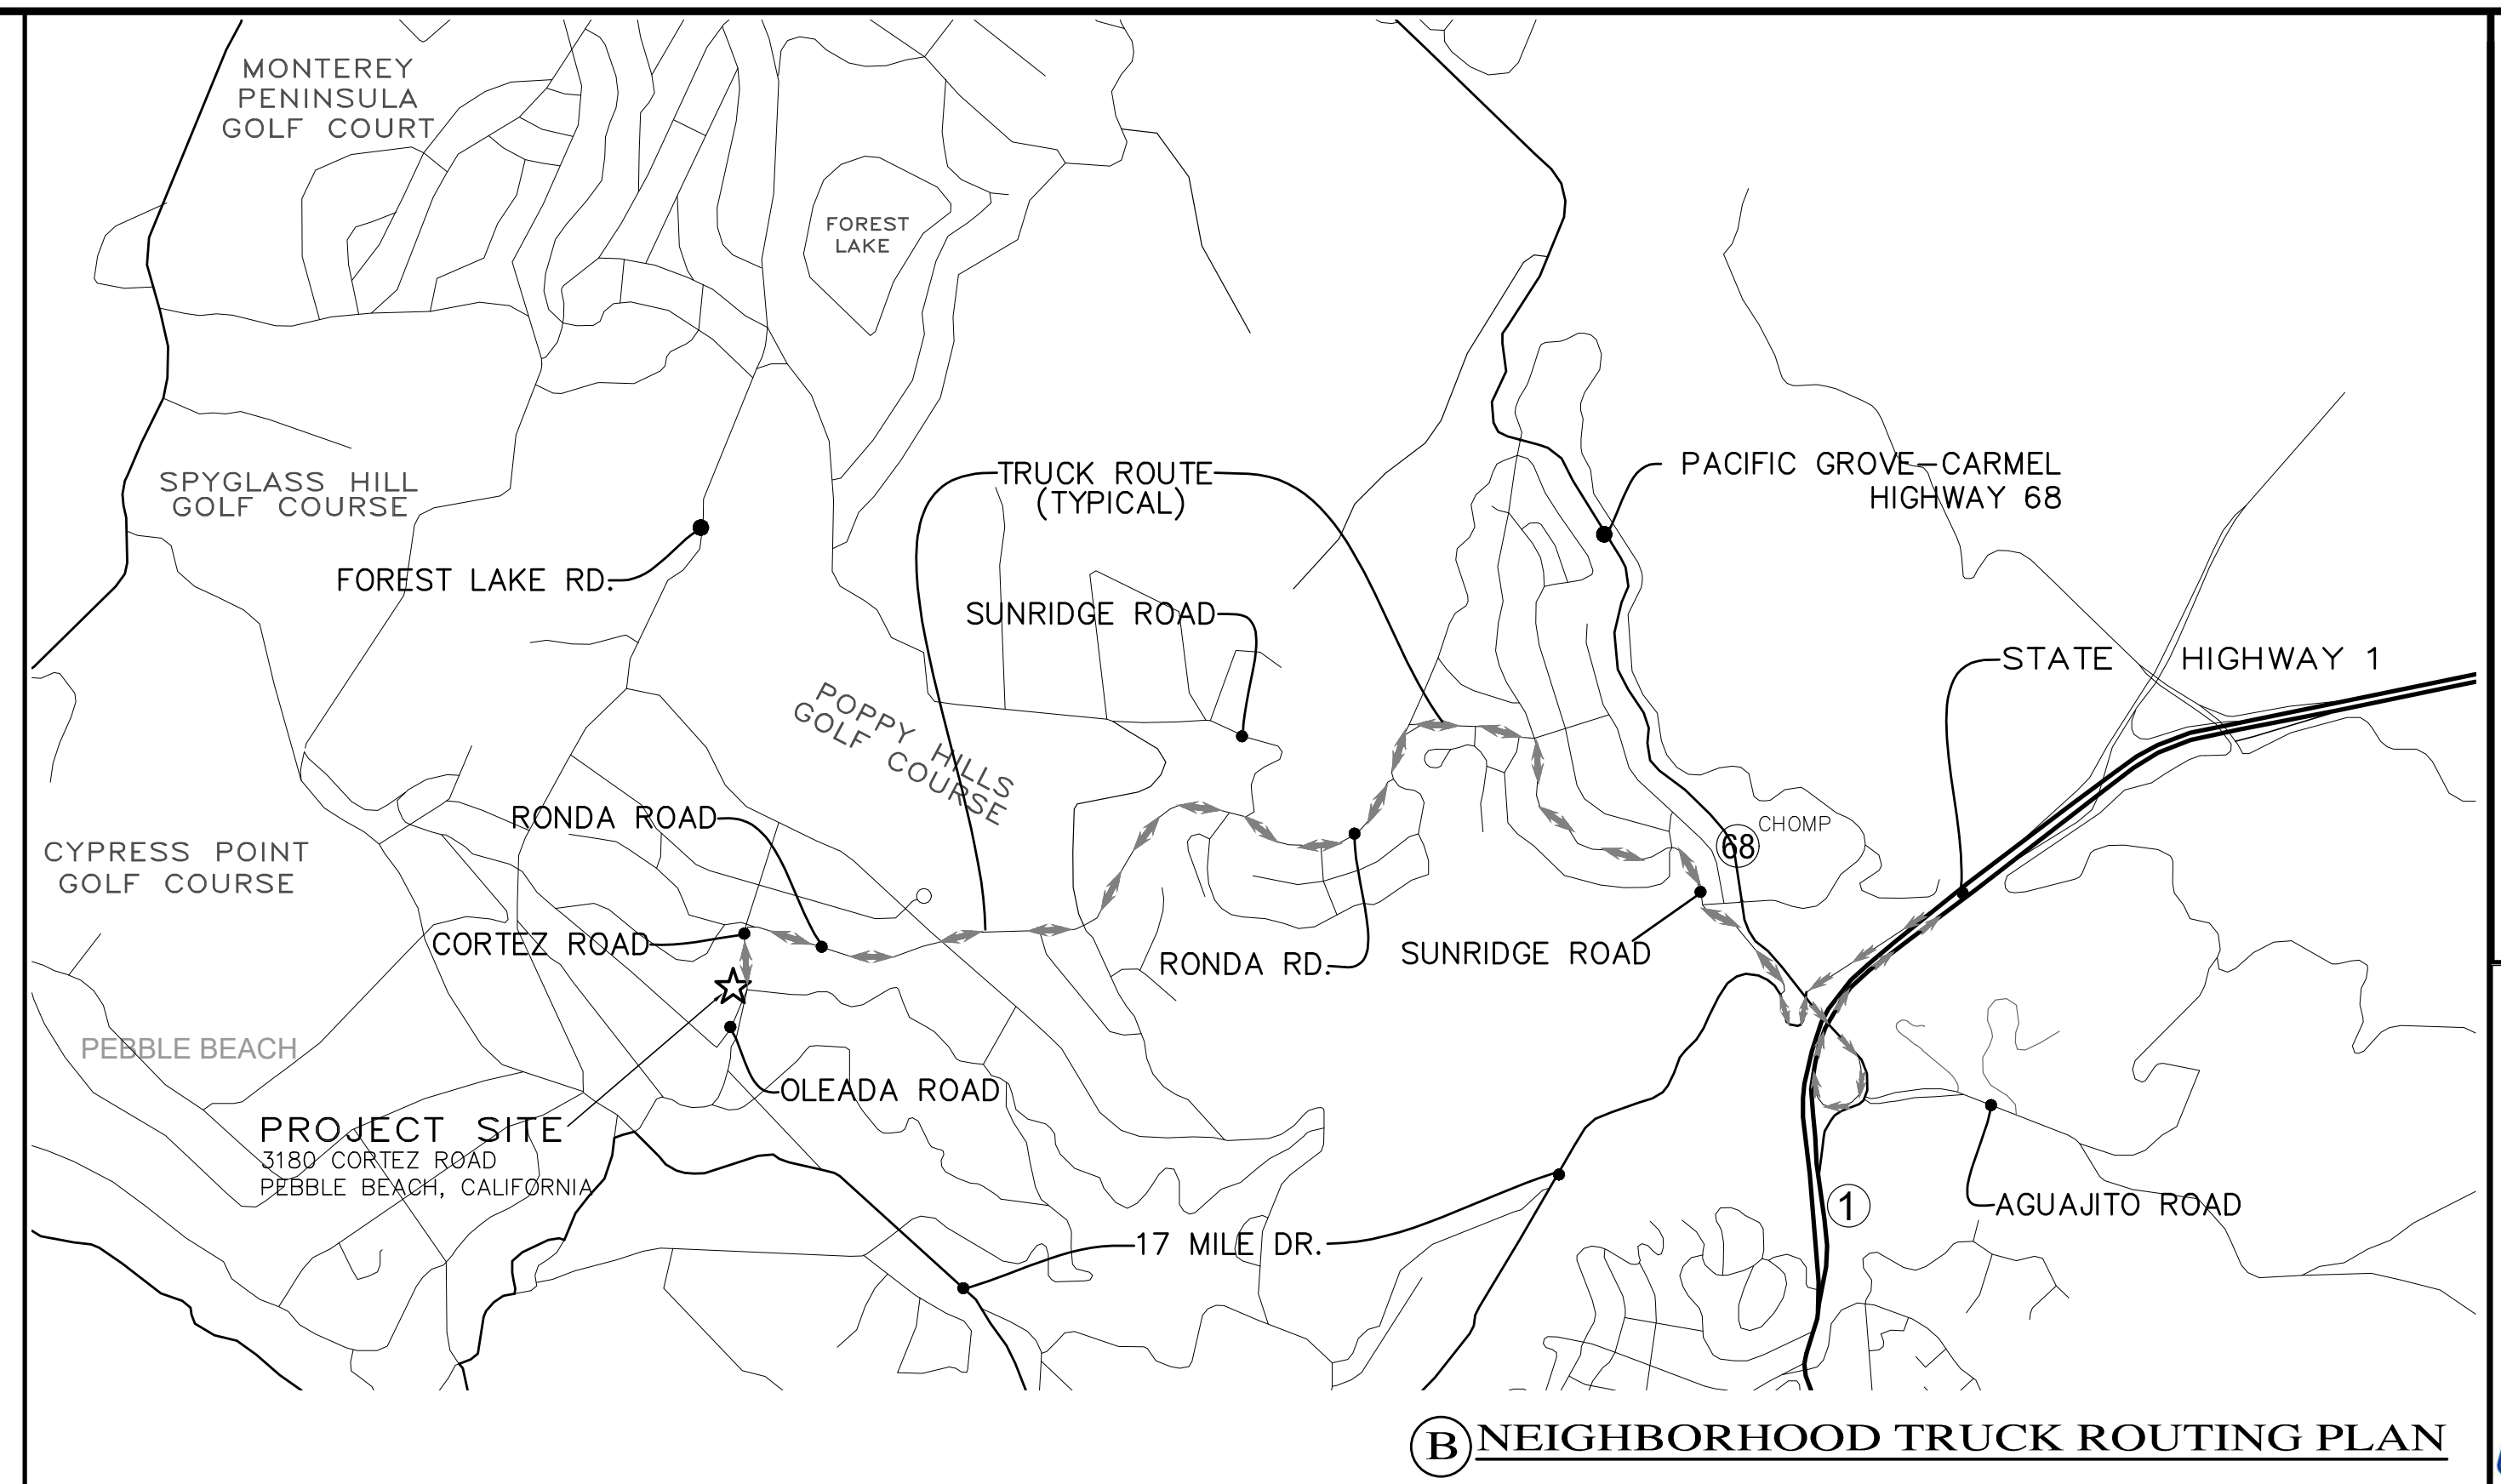 MONTEREY
PENINSULA
GOLF COURT
FOREST
LAKE
SPYGLASS HILL
GOLF COURSE
TRUCK ROUTE
(TYPICAL)
PACIFIC GROVE-CARMEL
HIGHWAY 68
FOREST LAKE RD.
SUNRIDGE ROAD
STATE HIGHWAY 1
POPPY HILLS
GOLF COURSE
RONDA ROAD
CHOMP
68
CYPRESS POINT
GOLF COURSE
CORTEZ ROAD
RONDA RD.
SUNRIDGE ROAD
PEBBLE BEACH
OLEADA ROAD
PROJECT SITE
3180 CORTEZ ROAD
PEBBLE BEACH, CALIFORNIA
1
AGUAJITO ROAD
17 MILE DR.
B NEIGHBORHOOD TRUCK ROUTING PLAN